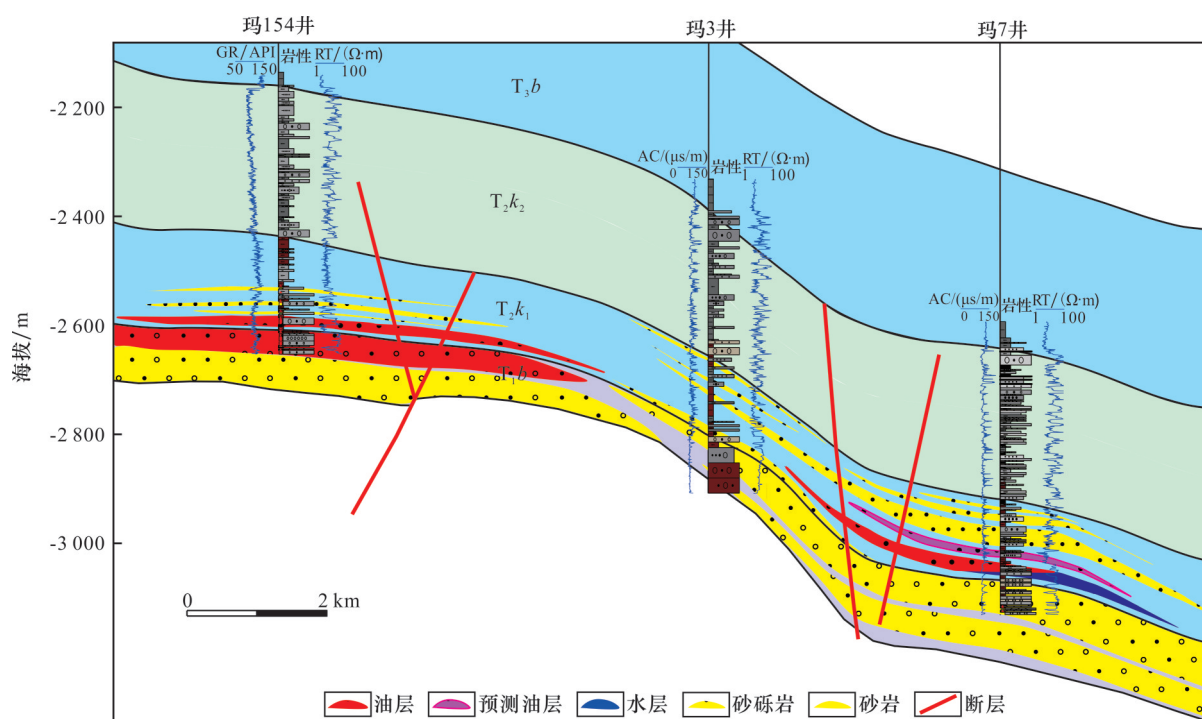 玛154井
玛3井
玛7井
GR/API 岩性 RT/(Ω·m)
50 150 1 100
T₃b
-2 200
AC/(μs/m) 岩性 RT/(Ω·m)
0 150 1 100
T₂k₂
-2 400
AC/(μs/m) 岩性 RT/(Ω·m)
0 150 1 100
T₂k₁
-2 600
海拔/m
T₁b
-2 800
-3 000
0 2 km
油层 预测油层 水层 砂砾岩 砂岩 断层